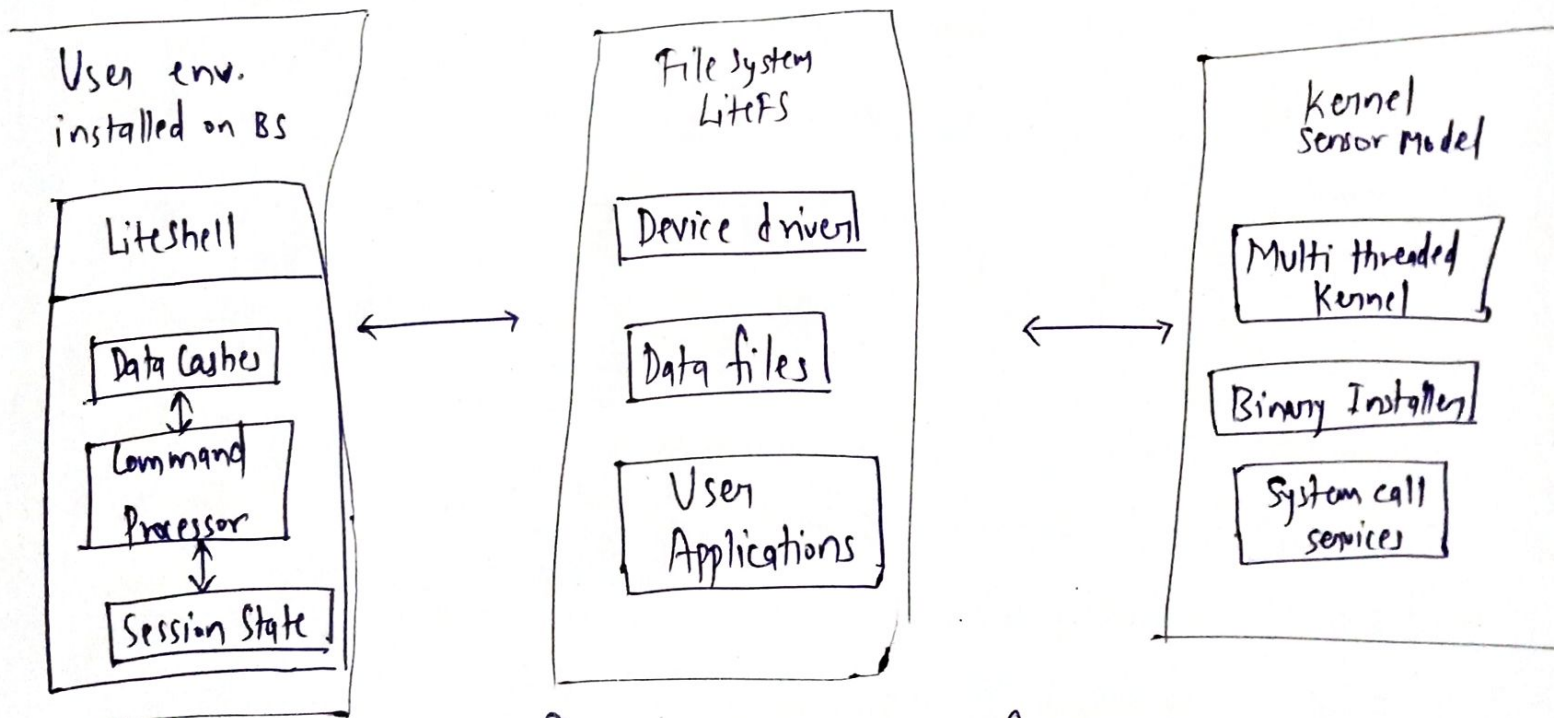 User env.
installed on BS
Liteshell
Data Cashes
Command
Processor
Session State
File System
LiteFS
Device driver
Data files
User
Applications
Kernel
Sensor Model
Multi threaded
Kernel
Binary Installer
System call
services